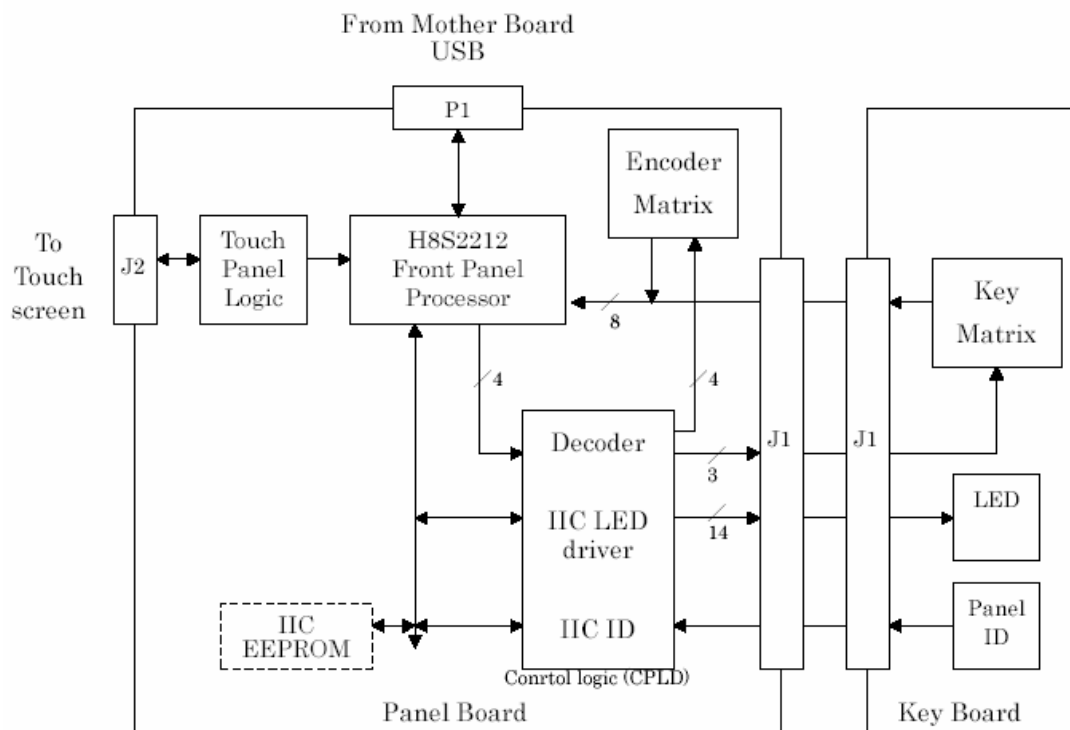 From Mother Board
USB
P1
Encoder
Matrix
To
Touch
screen
J2
Touch
Panel
Logic
H8S2212
Front Panel
Processor
8
Key
Matrix
4
4
Decoder
3
J1
J1
IIC LED
driver
14
LED
IIC
EEPROM
IIC ID
Panel
ID
Conrtol logic (CPLD)
Panel Board
Key Board